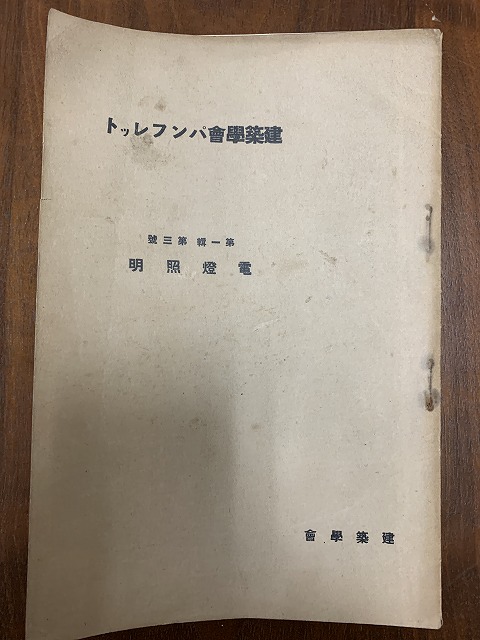 建築學會パンフレット
第一輯 第三號
電燈照明
建築學會